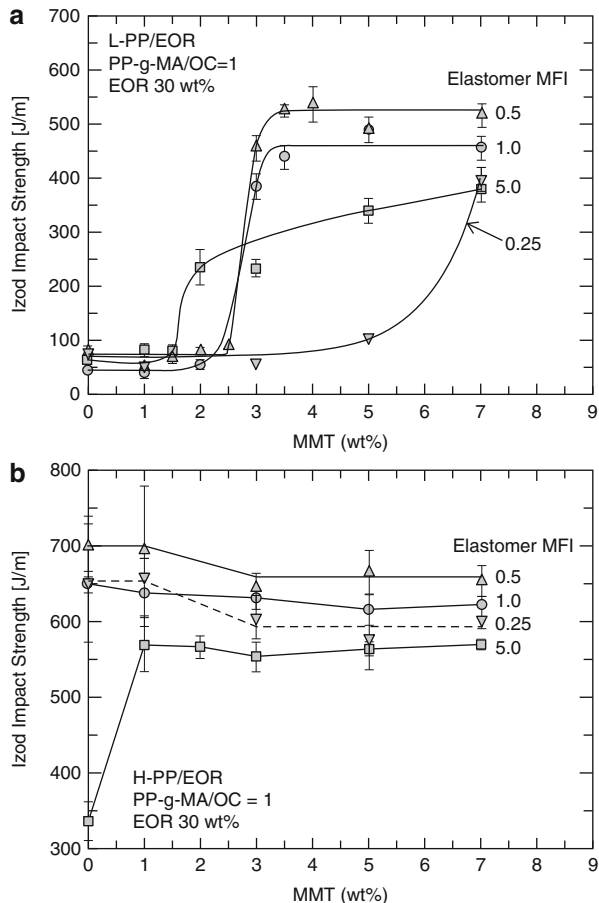 a
700
600
500
400
300
200
100
0
Izod Impact Strength [J/m]
L-PP/EOR
PP-g-MA/OC=1
EOR 30 wt%
Elastomer MFI
0.5
1.0
5.0
0.25
0 1 2 3 4 5 6 7 8 9
MMT (wt%)
b
800
700
600
500
400
300
Izod Impact Strength [J/m]
Elastomer MFI
0.5
1.0
0.25
5.0
H-PP/EOR
PP-g-MA/OC = 1
EOR 30 wt%
0 1 2 3 4 5 6 7 8 9
MMT (wt%)